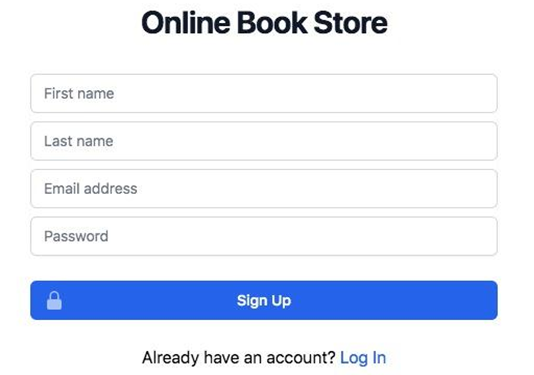 Online Book Store
First name
Last name
Email address
Password
Sign Up
Already have an account? Log In